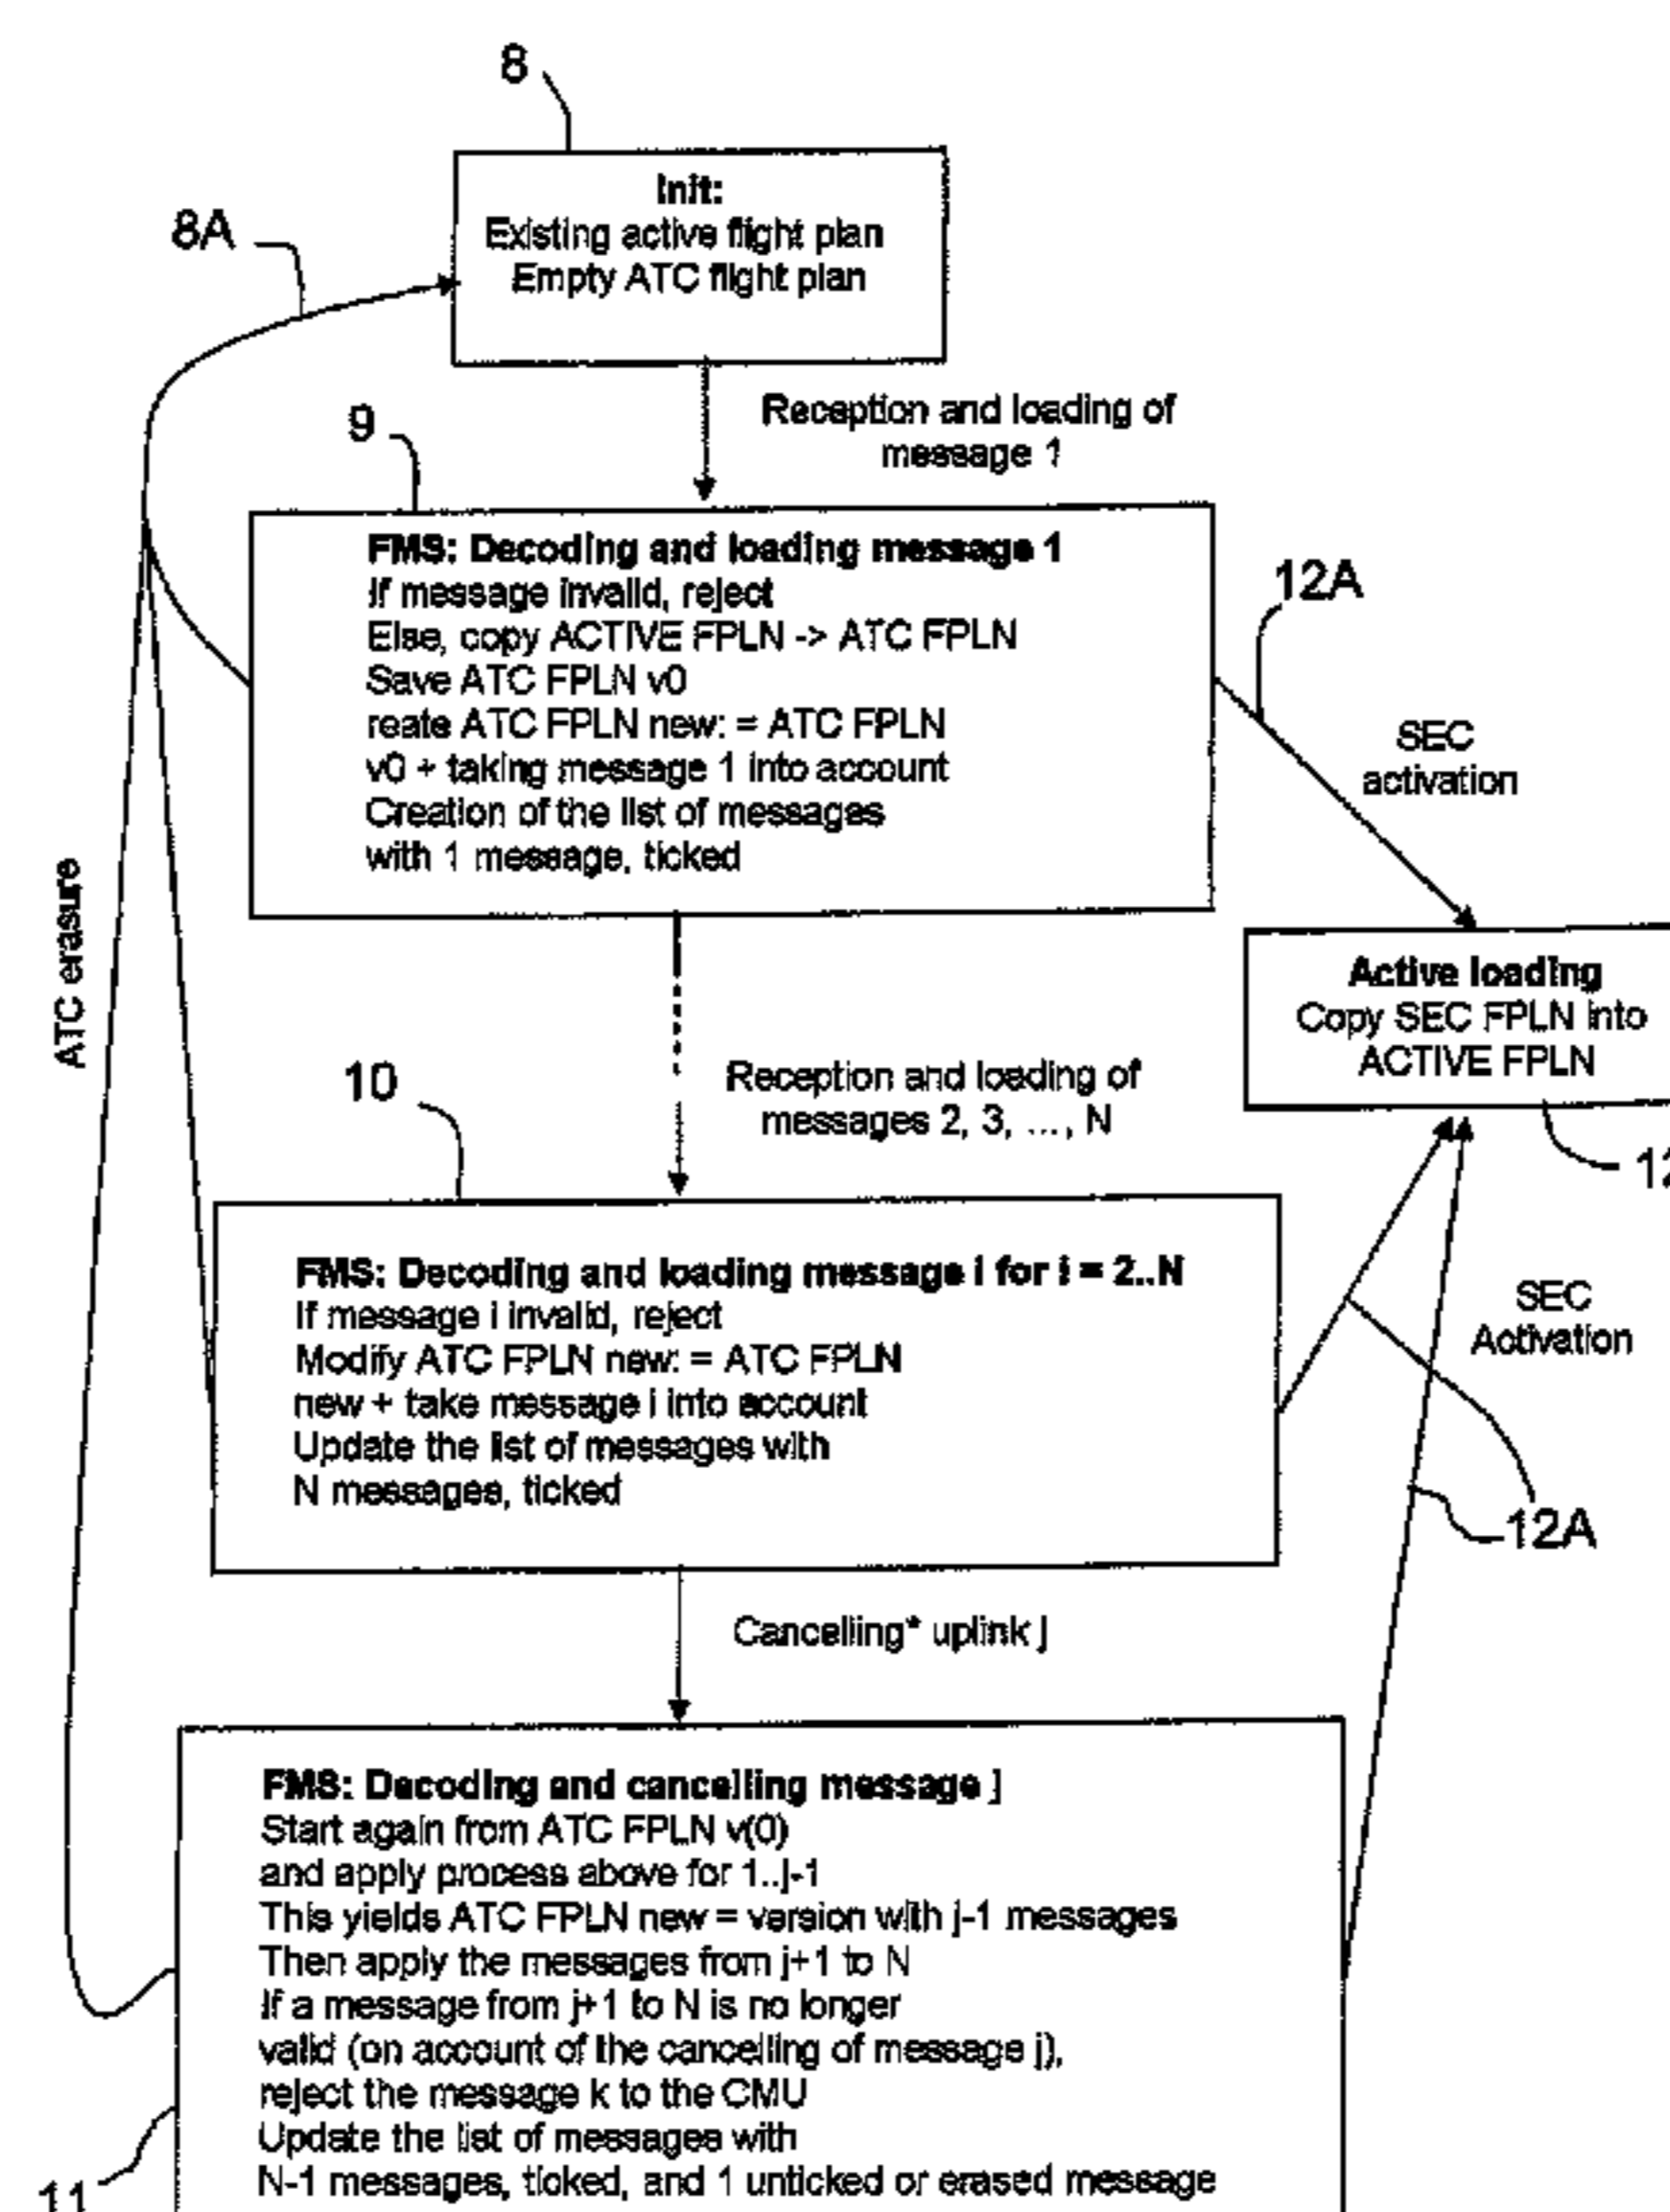 8
Init:
Existing active flight plan
Empty ATC flight plan
8A
Reception and loading of
message 1
9
FMS: Decoding and loading message 1
If message invalid, reject
Else, copy ACTIVE FPLN -> ATC FPLN
Save ATC FPLN v0
reate ATC FPLN new: = ATC FPLN
v0 + taking message 1 into account
Creation of the list of messages
with 1 message, ticked
12A
SEC
activation
ATC erasure
Active loading
Copy SEC FPLN into
ACTIVE FPLN
12
10
Reception and loading of
messages 2, 3, ..., N
FMS: Decoding and loading message i for i = 2..N
If message i invalid, reject
Modify ATC FPLN new: = ATC FPLN
new + take message i into account
Update the list of messages with
N messages, ticked
SEC
Activation
12A
Cancelling* uplink j
FMS: Decoding and cancelling message j
Start again from ATC FPLN v(0)
and apply process above for 1..j-1
This yields ATC FPLN new = version with j-1 messages
Then apply the messages from j+1 to N
If a message from j+1 to N is no longer
valid (on account of the cancelling of message j),
reject the message k to the CMU
Update the list of messages with
N-1 messages, ticked, and 1 unticked or erased message
11